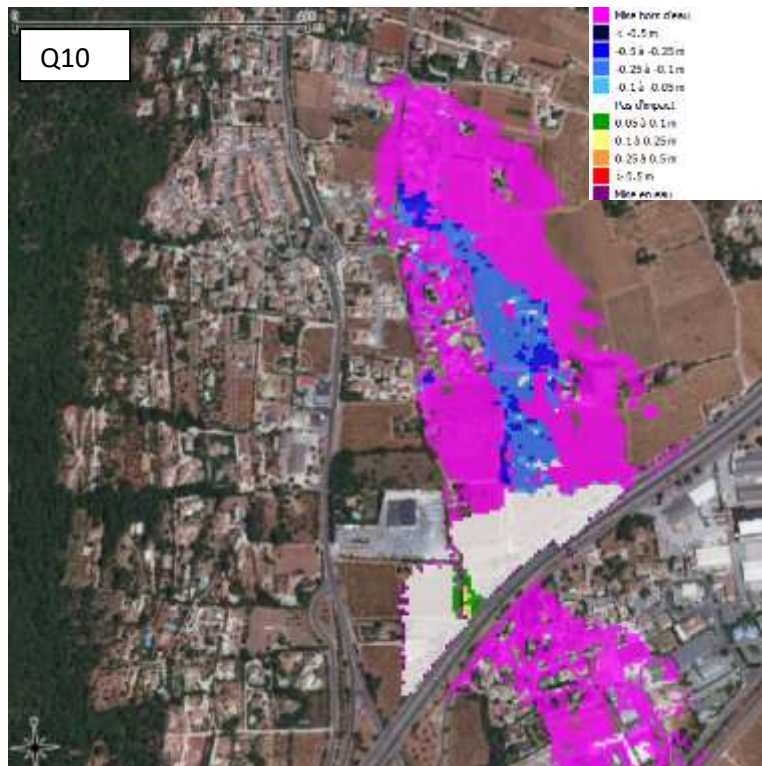 Q10
Mise hors d'eau
< -0.5 m
-0.5 à -0.25 m
-0.25 à -0.1 m
-0.1 à -0.05 m
Pas d'impact
0.05 à 0.1 m
0.1 à 0.25 m
0.25 à 0.5 m
> 0.5 m
Mise en eau